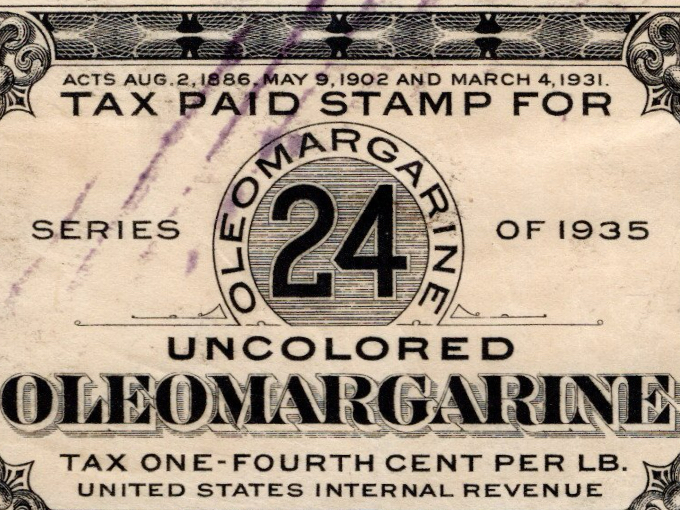 ACTS AUG. 2, 1886, MAY 9, 1902 AND MARCH 4, 1931.
TAX PAID STAMP FOR
OLEOMARGARINE
24
SERIES OF 1935
UNCOLORED
OLEOMARGARINE
TAX ONE-FOURTH CENT PER LB.
UNITED STATES INTERNAL REVENUE